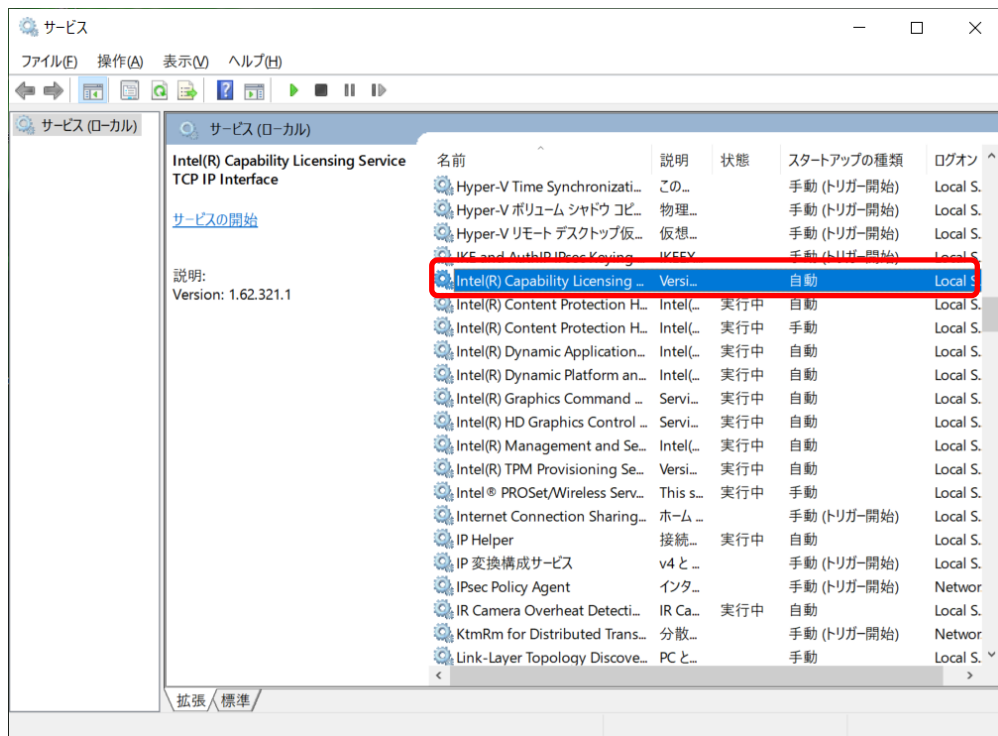 サービス
ファイル(F) 操作(A) 表示(V) ヘルプ(H)
サービス (ローカル)
サービス (ローカル)
Intel(R) Capability Licensing Service
TCP IP Interface
サービスの開始
説明:
Version: 1.62.321.1
名前 説明 状態 スタートアップの種類 ログオン
Hyper-V Time Synchronizati... この... 手動 (トリガー開始) Local S.
Hyper-V ボリューム シャドウ コピ... 物理... 手動 (トリガー開始) Local S.
Hyper-V リモート デスクトップ仮... 仮想... 手動 (トリガー開始) Local S.
IKE and AuthIP IPsec Keying IKEEX 手動 (トリガー開始) Local S.
Intel(R) Capability Licensing ... Versi... 自動 Local S
Intel(R) Content Protection H... Intel(... 実行中 自動 Local S.
Intel(R) Content Protection H... Intel(... 実行中 手動 Local S.
Intel(R) Dynamic Application... Intel(... 実行中 自動 Local S.
Intel(R) Dynamic Platform an... Intel(... 実行中 自動 Local S.
Intel(R) Graphics Command ... Servi... 実行中 自動 Local S.
Intel(R) HD Graphics Control ... Servi... 実行中 自動 Local S.
Intel(R) Management and Se... Intel(... 実行中 自動 Local S.
Intel(R) TPM Provisioning Se... Versi... 実行中 自動 Local S.
Intel® PROSet/Wireless Serv... This s... 実行中 手動 Local S.
Internet Connection Sharing... ホーム ... 手動 (トリガー開始) Local S.
IP Helper 接続... 実行中 自動 Local S.
IP 変換構成サービス v4 と ... 手動 (トリガー開始) Local S.
IPsec Policy Agent インタ... 手動 (トリガー開始) Networ
IR Camera Overheat Detecti... IR Ca... 実行中 自動 Local S.
KtmRm for Distributed Trans... 分散... 手動 (トリガー開始) Networ
Link-Layer Topology Discove... PC と... 手動 Local S.
拡張 標準